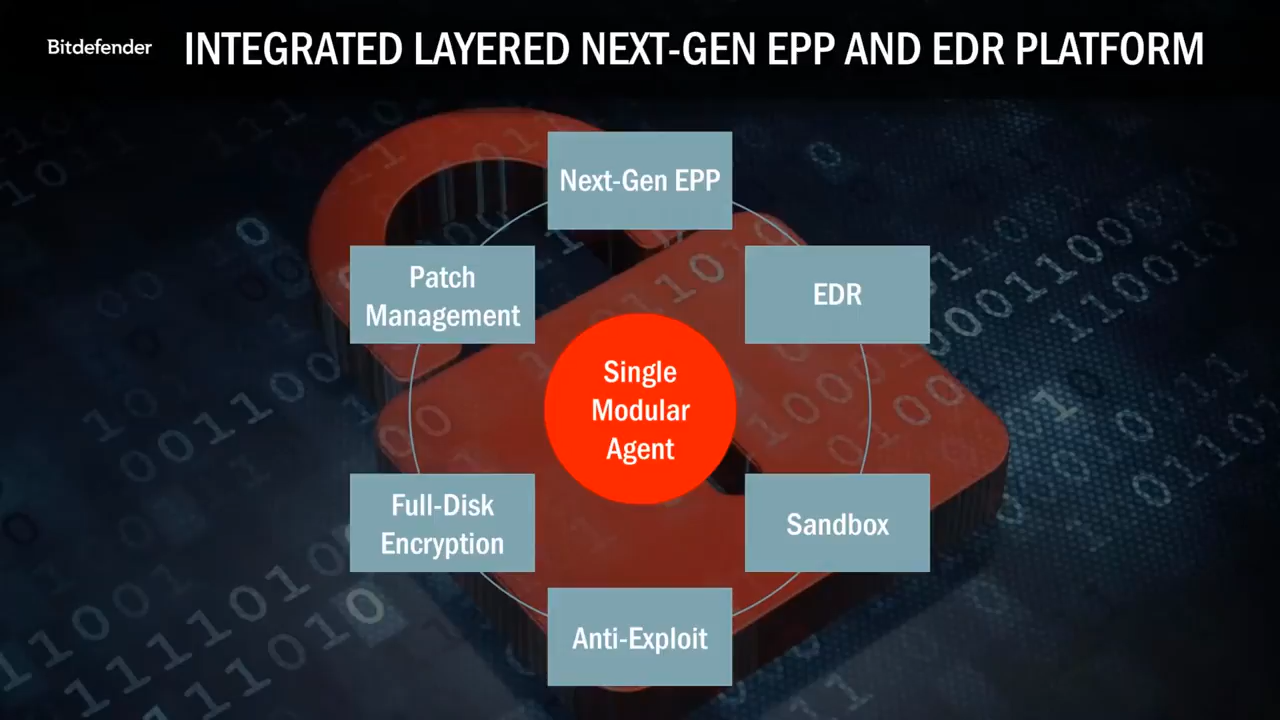 Bitdefender
INTEGRATED LAYERED NEXT-GEN EPP AND EDR PLATFORM
Next-Gen EPP
Patch
Management
EDR
Single
Modular
Agent
Full-Disk
Encryption
Sandbox
Anti-Exploit